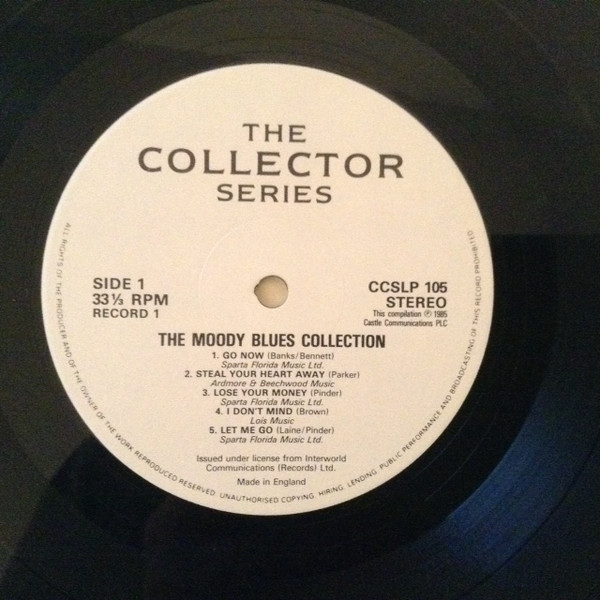 THE
COLLECTOR
SERIES
SIDE 1
33⅓ RPM
RECORD 1
CCSLP 105
STEREO
This compilation ℗ 1985
Castle Communications PLC
THE MOODY BLUES COLLECTION
1. GO NOW (Banks/Bennett)
Sparta Florida Music Ltd.
2. STEAL YOUR HEART AWAY (Parker)
Ardmore & Beechwood Music
3. LOSE YOUR MONEY (Pinder)
Sparta Florida Music Ltd.
4. I DON'T MIND (Brown)
Lois Music
5. LET ME GO (Laine/Pinder)
Sparta Florida Music Ltd.
Issued under license from Interworld
Communications (Records) Ltd.
Made in England
ALL RIGHTS OF THE PRODUCER AND OF THE OWNER OF THE WORK REPRODUCED RESERVED. UNAUTHORISED COPYING, HIRING, LENDING, PUBLIC PERFORMANCE AND BROADCASTING OF THIS RECORD PROHIBITED